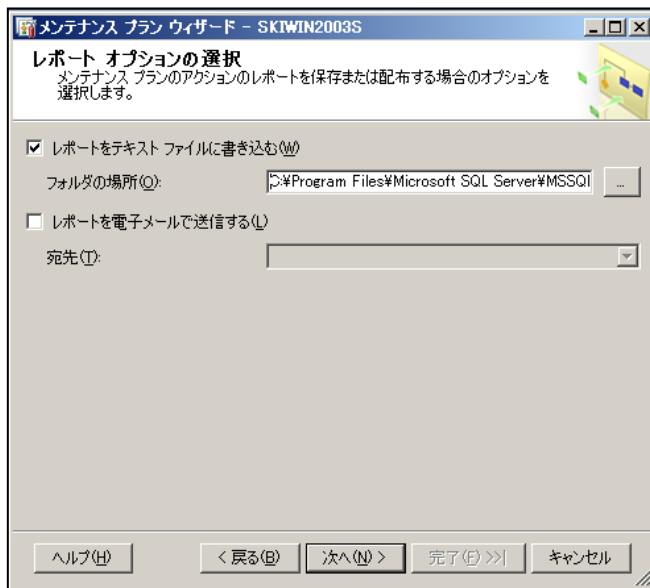 メンテナンス プラン ウィザード - SKIWIN2003S
レポート オプションの選択
メンテナンス プランのアクションのレポートを保存または配布する場合のオプションを
選択します。
レポートをテキスト ファイルに書き込む(W)
フォルダの場所(O): C:¥Program Files¥Microsoft SQL Server¥MSSQL ...
レポートを電子メールで送信する(L)
宛先(T):
ヘルプ(H) < 戻る(B) 次へ(N) > 完了(F) >>| キャンセル